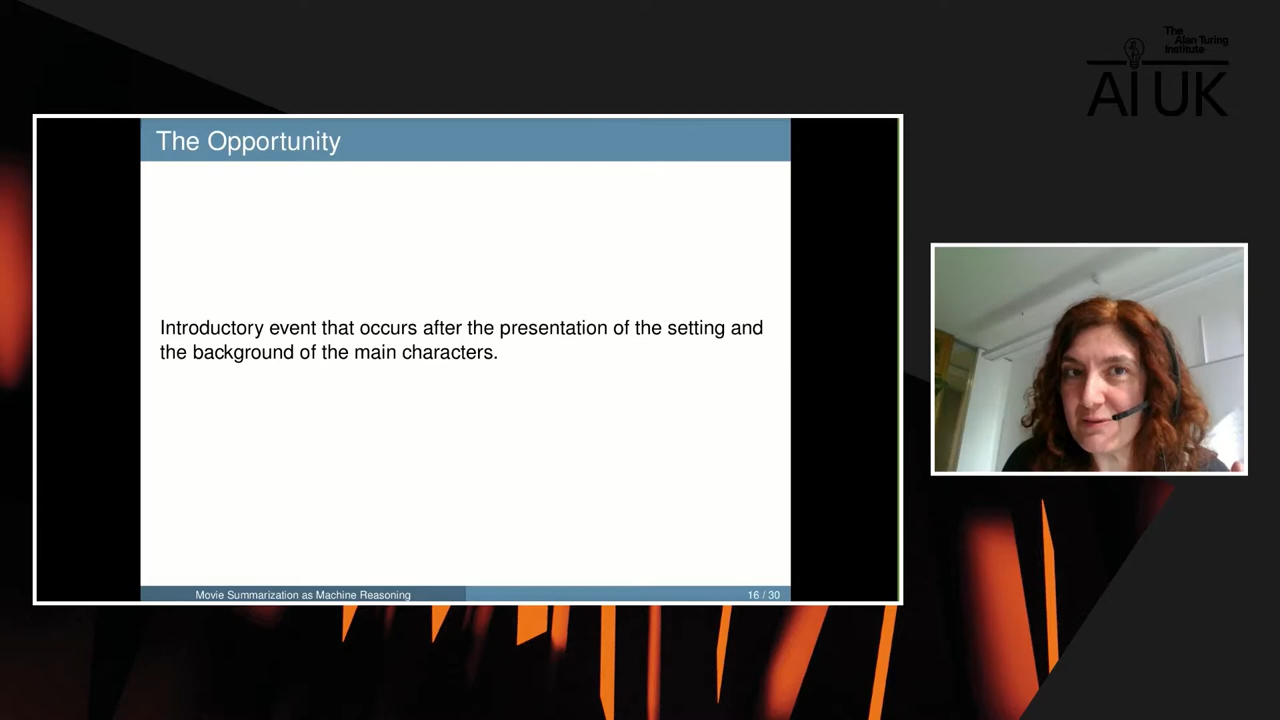 The
Alan Turing
Institute
AI UK
The Opportunity
Introductory event that occurs after the presentation of the setting and
the background of the main characters.
Movie Summarization as Machine Reasoning
16 / 30